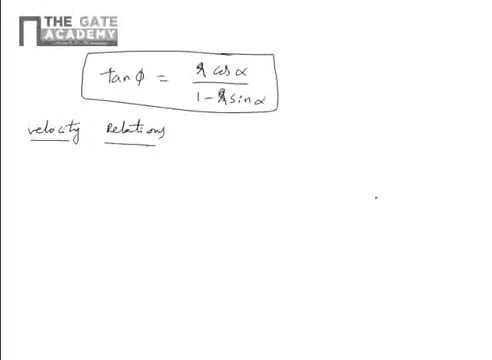 THE GATE
ACADEMY
tan ϕ = r cos α / 1 - r sin α
velocity Relations